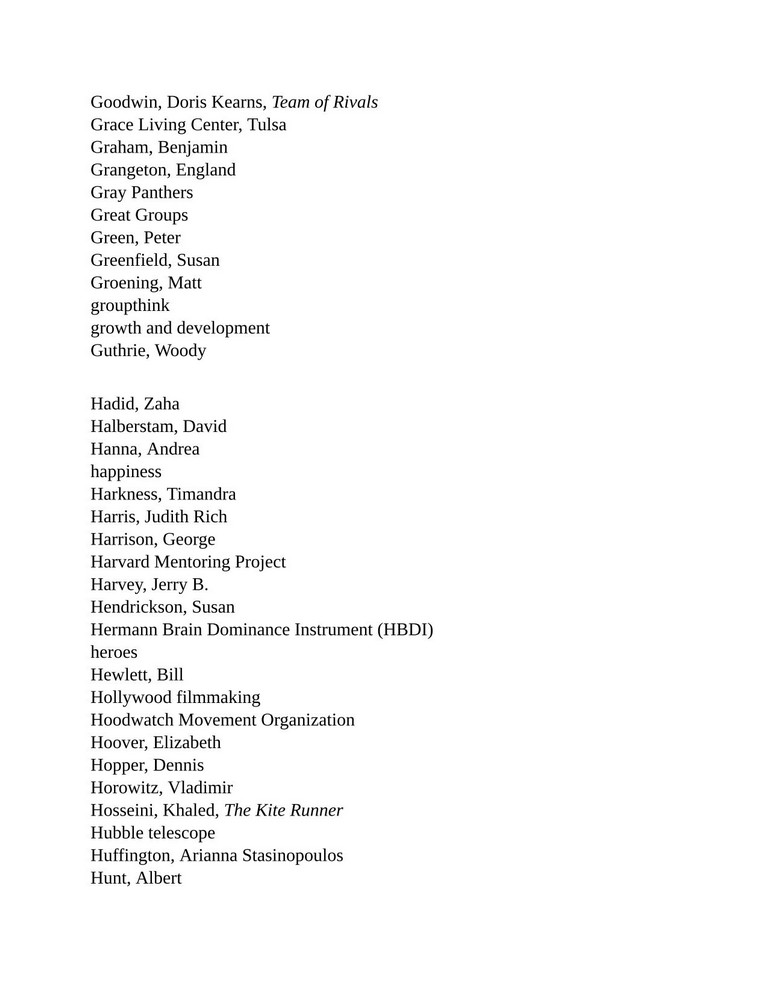 Goodwin, Doris Kearns, Team of Rivals
Grace Living Center, Tulsa
Graham, Benjamin
Grangeton, England
Gray Panthers
Great Groups
Green, Peter
Greenfield, Susan
Groening, Matt
groupthink
growth and development
Guthrie, Woody
Hadid, Zaha
Halberstam, David
Hanna, Andrea
happiness
Harkness, Timandra
Harris, Judith Rich
Harrison, George
Harvard Mentoring Project
Harvey, Jerry B.
Hendrickson, Susan
Hermann Brain Dominance Instrument (HBDI)
heroes
Hewlett, Bill
Hollywood filmmaking
Hoodwatch Movement Organization
Hoover, Elizabeth
Hopper, Dennis
Horowitz, Vladimir
Hosseini, Khaled, The Kite Runner
Hubble telescope
Huffington, Arianna Stasinopoulos
Hunt, Albert